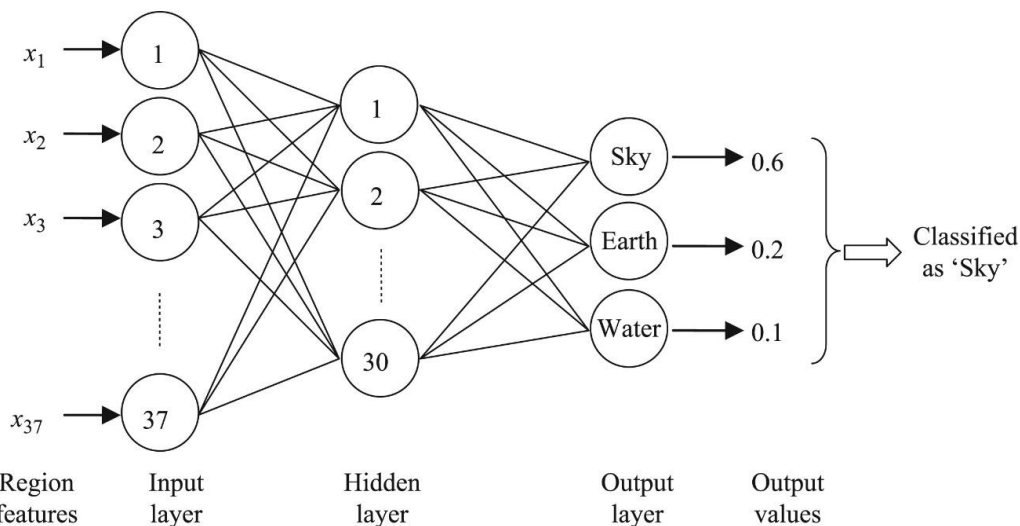 x1
x2
x3
x37
1
2
3
37
1
2
30
Sky
Earth
Water
0.6
0.2
0.1
Classified
as ‘Sky’
Region
features
Input
layer
Hidden
layer
Output
layer
Output
values